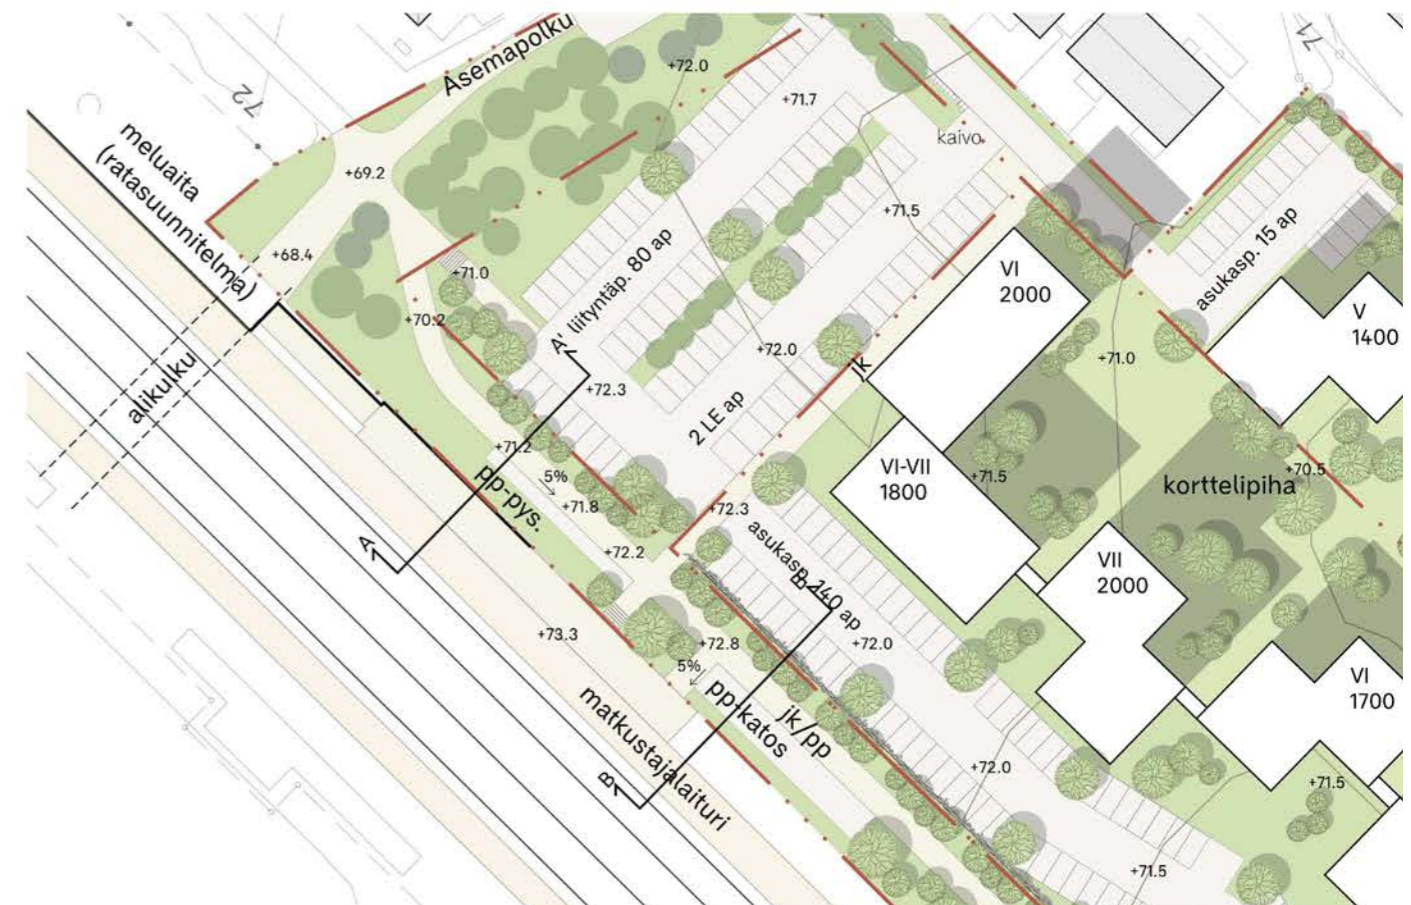 Asemapolku
+72.0
+71.7
71
72
meluaita
(ratasuunnitelma)
+69.2
kaivo
+71.5
+68.4
+71.0
+70.2
liityntäp. 80 ap
asukasp. 15 ap
VI
2000
V
1400
alikulku
A'
+72.3
+72.0
jk
+71.0
2 LE ap
+71.2
pp-pys.
5%
+71.8
VI-VII
1800
+71.5
korttelipiha
+70.5
+72.3
asukasp. 140 ap
A
+72.2
B'
VII
2000
+73.3
+72.8
5%
+72.0
pp-katos
jk/pp
matkustajalaituri
B
VI
1700
+72.0
+71.5
+71.5